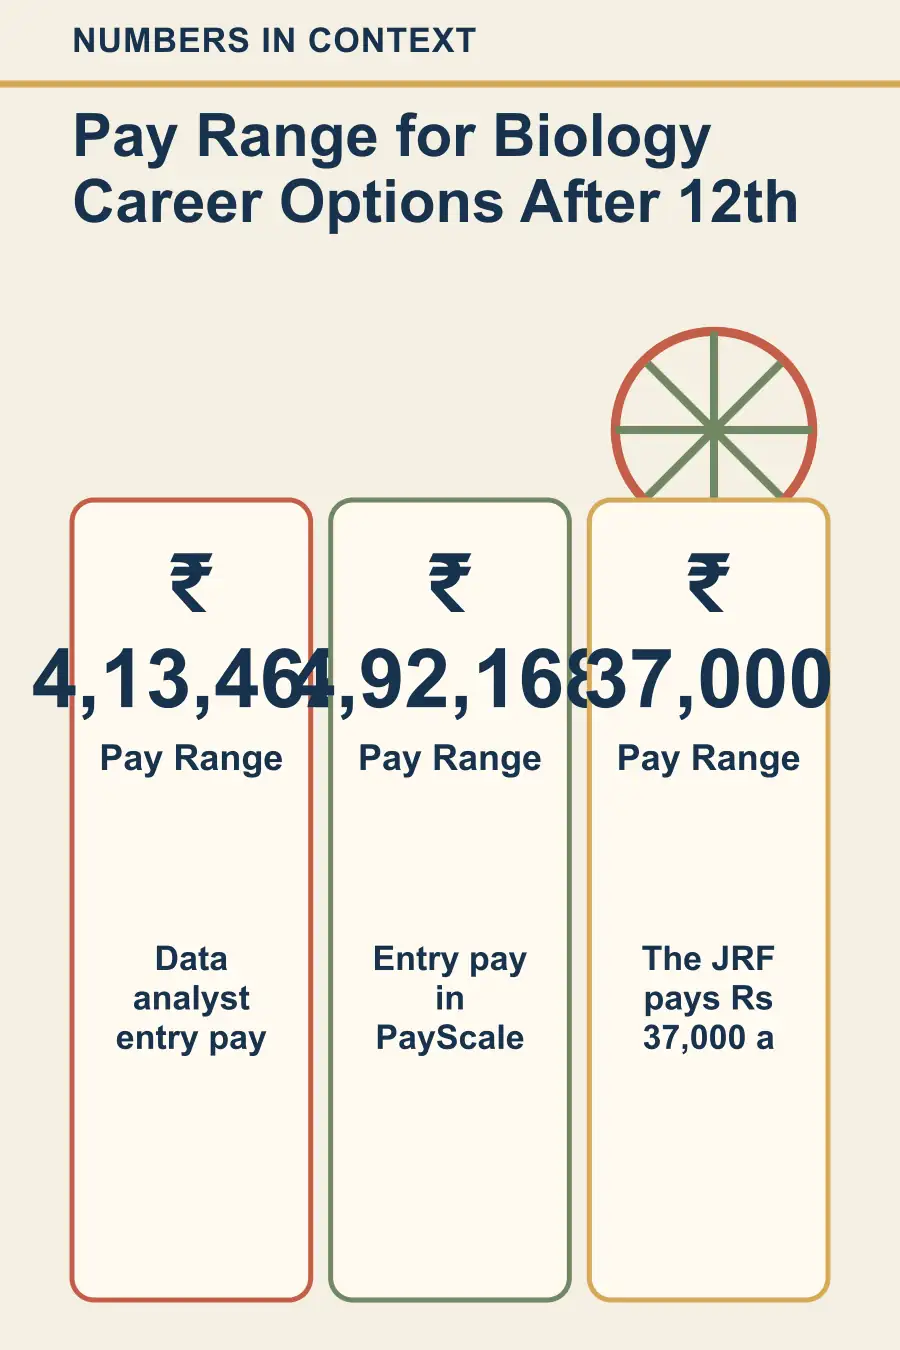 NUMBERS IN CONTEXT
Pay Range for Biology
Career Options After 12th
₹
4,13,46
Pay Range
Data
analyst
entry pay
₹
4,92,168
Pay Range
Entry pay
in
PayScale
₹
37,000
Pay Range
The JRF
pays Rs
37,000 a